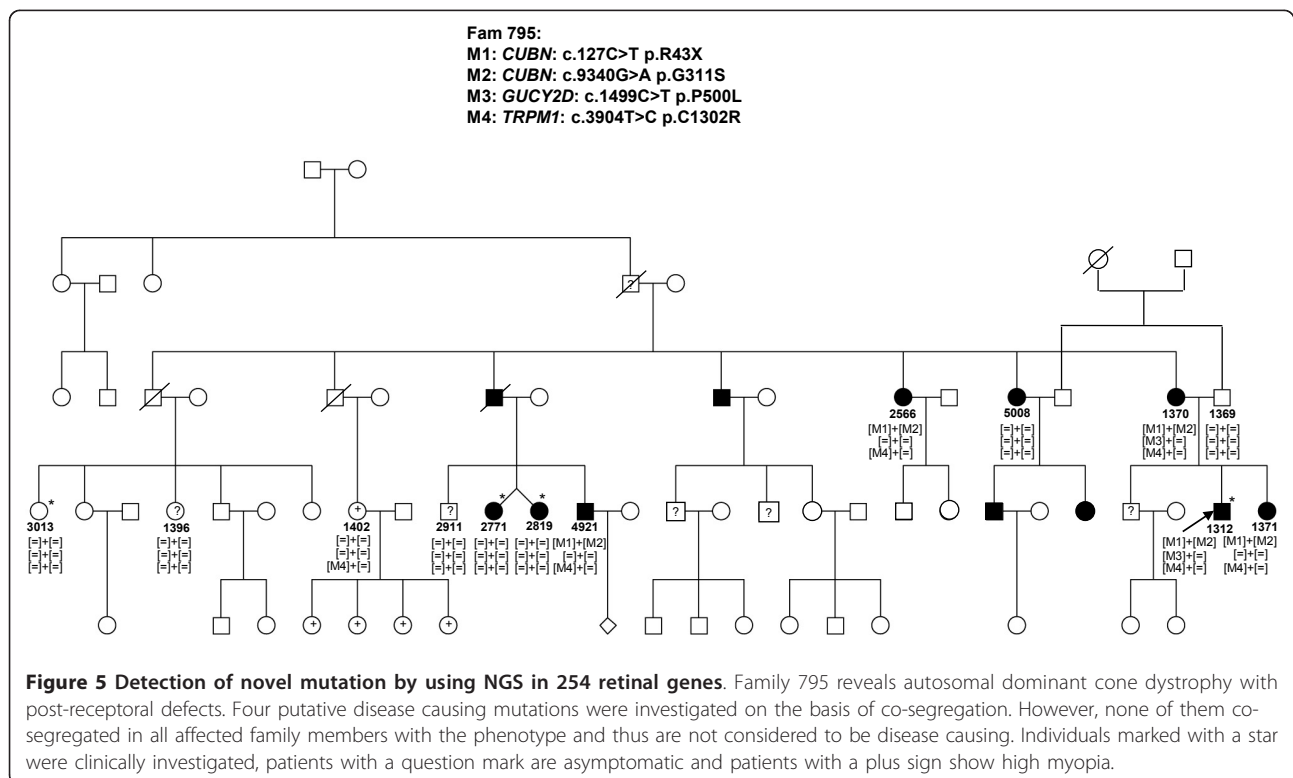 Fam 795:
M1: CUBN: c.127C>T p.R43X
M2: CUBN: c.9340G>A p.G311S
M3: GUCY2D: c.1499C>T p.P500L
M4: TRPM1: c.3904T>C p.C1302R
?
2566 5008 1370 1369
[M1]+[M2] [=]+[=] [M1]+[M2] [=]+[=]
[=]+[=] [=]+[=] [M3]+[=] [=]+[=]
[M4]+[=] [=]+[=] [M4]+[=] [=]+[=]
* ? + ? * * ? ? ? *
3013 1396 1402 2911 2771 2819 4921 1312 1371
[=]+[=] [=]+[=] [=]+[=] [=]+[=] [=]+[=] [=]+[=] [M1]+[M2] [M1]+[M2] [M1]+[M2]
[=]+[=] [=]+[=] [=]+[=] [=]+[=] [=]+[=] [=]+[=] [=]+[=] [M3]+[=] [=]+[=]
[=]+[=] [=]+[=] [M4]+[=] [=]+[=] [=]+[=] [=]+[=] [M4]+[=] [M4]+[=] [M4]+[=]
+ + + +
Figure 5 Detection of novel mutation by using NGS in 254 retinal genes. Family 795 reveals autosomal dominant cone dystrophy with
post-receptoral defects. Four putative disease causing mutations were investigated on the basis of co-segregation. However, none of them co-
segregated in all affected family members with the phenotype and thus are not considered to be disease causing. Individuals marked with a star
were clinically investigated, patients with a question mark are asymptomatic and patients with a plus sign show high myopia.